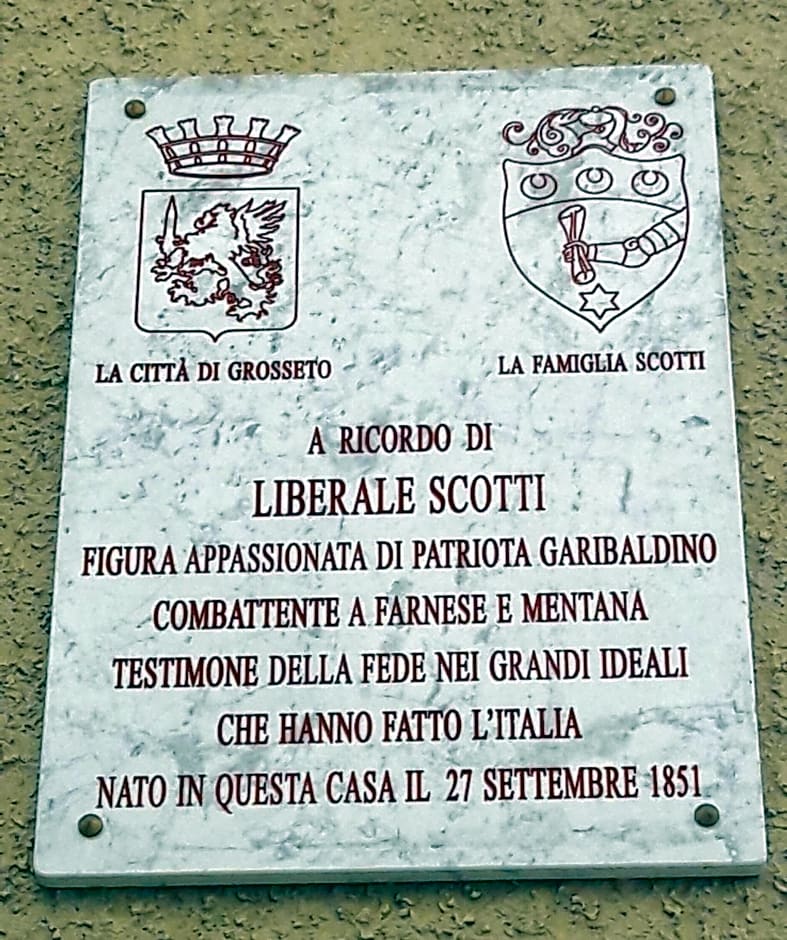 LA CITTÀ DI GROSSETO
LA FAMIGLIA SCOTTI
A RICORDO DI
LIBERALE SCOTTI
FIGURA APPASSIONATA DI PATRIOTA GARIBALDINO
COMBATTENTE A FARNESE E MENTANA
TESTIMONE DELLA FEDE NEI GRANDI IDEALI
CHE HANNO FATTO L'ITALIA
NATO IN QUESTA CASA IL 27 SETTEMBRE 1851